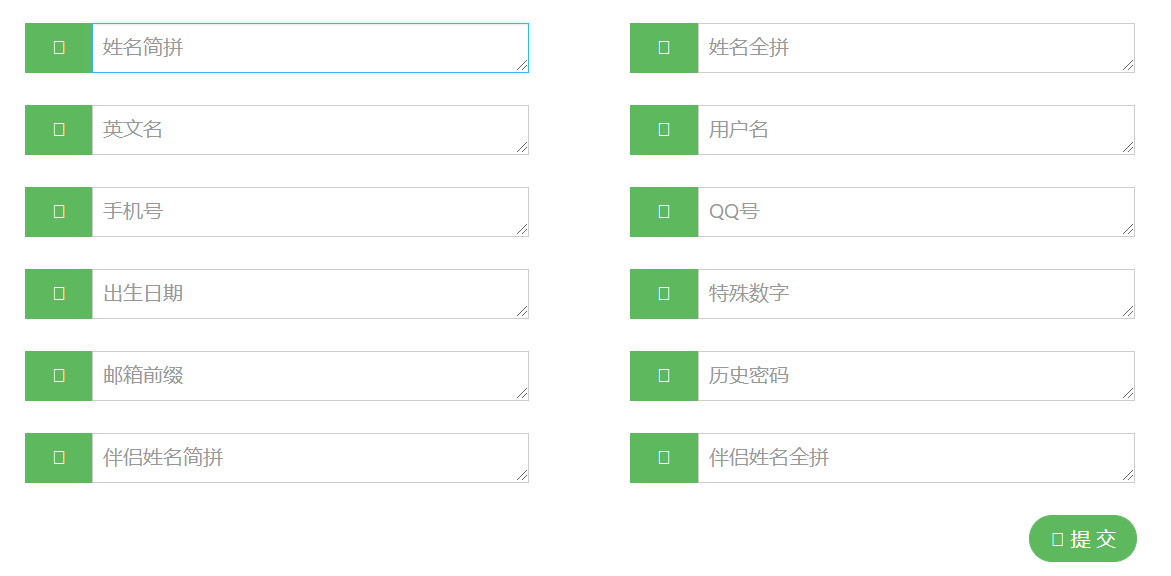 姓名简拼
姓名全拼
英文名
用户名
手机号
QQ号
出生日期
特殊数字
邮箱前缀
历史密码
伴侣姓名简拼
伴侣姓名全拼
提 交